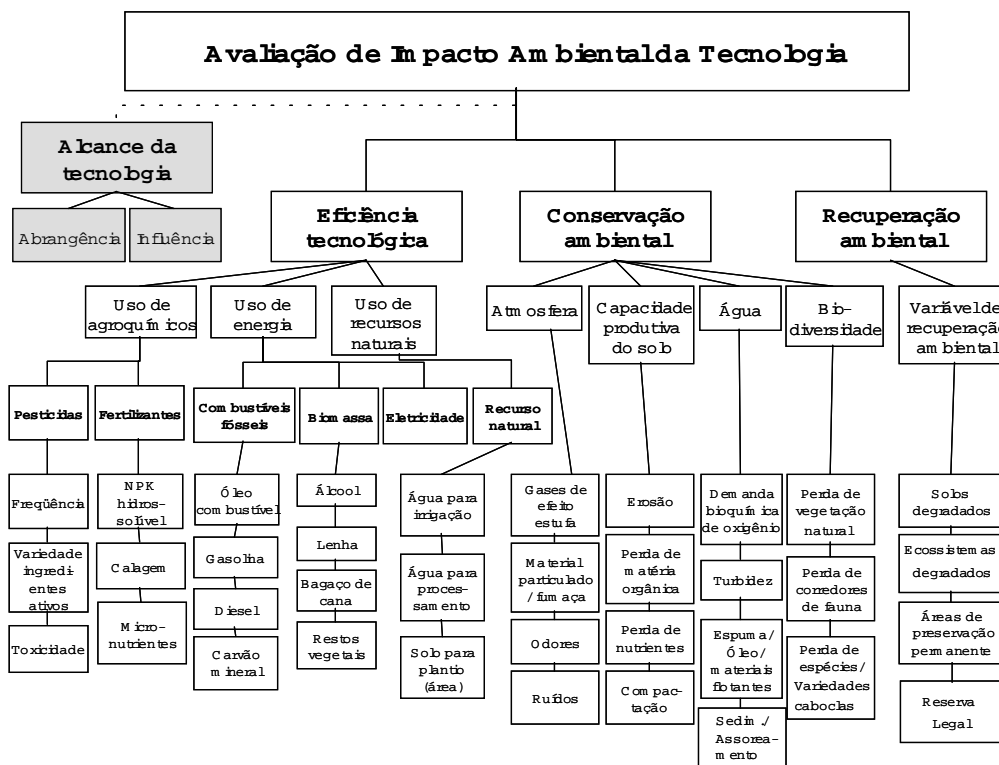 Avaliação de Impacto Ambiental da Tecnologia
Alcance da
tecnologia
Abrangência
Influência
Eficiência
tecnológica
Conservação
ambiental
Recuperação
ambiental
Uso de
agroquímicos
Uso de
energia
Uso de
recursos
naturais
Atmosfera
Capacidade
produtiva
do solo
Água
Bio-
diversidade
Variável de
recuperação
ambiental
Pesticidas
Fertilizantes
Combustíveis
fósseis
Biomassa
Eletricidade
Recurso
natural
Freqüência
Variedade
ingredi-
entes
ativos
Toxicidade
NPK
hidros-
solível
Calagem
Micro-
nutrientes
Óleo
combustível
Gasolina
Diesel
Carvão
mineral
Álcool
Lenha
Bagaço de
cana
Restos
vegetais
Água para
irrigação
Água para
proces-
samento
Solo para
plantio
(área)
Gases de
efeito
estufa
Material
particulado
/fumaça
Odores
Ruídos
Erosão
Perda de
matéria
orgânica
Perda de
nutrientes
Compac-
tação
Demanda
bioquímica
de oxigênio
Turbidez
Espuma/
Óleo/
materiais
flotantes
Sedim./
Assorea-
mento
Perda de
vegetação
natural
Perda de
corredores
de fauna
Perda de
espécies/
Variedades
caboclas
Solos
degradados
Ecossistemas
degradados
Áreas de
preservação
permanente
Reserva
Legal